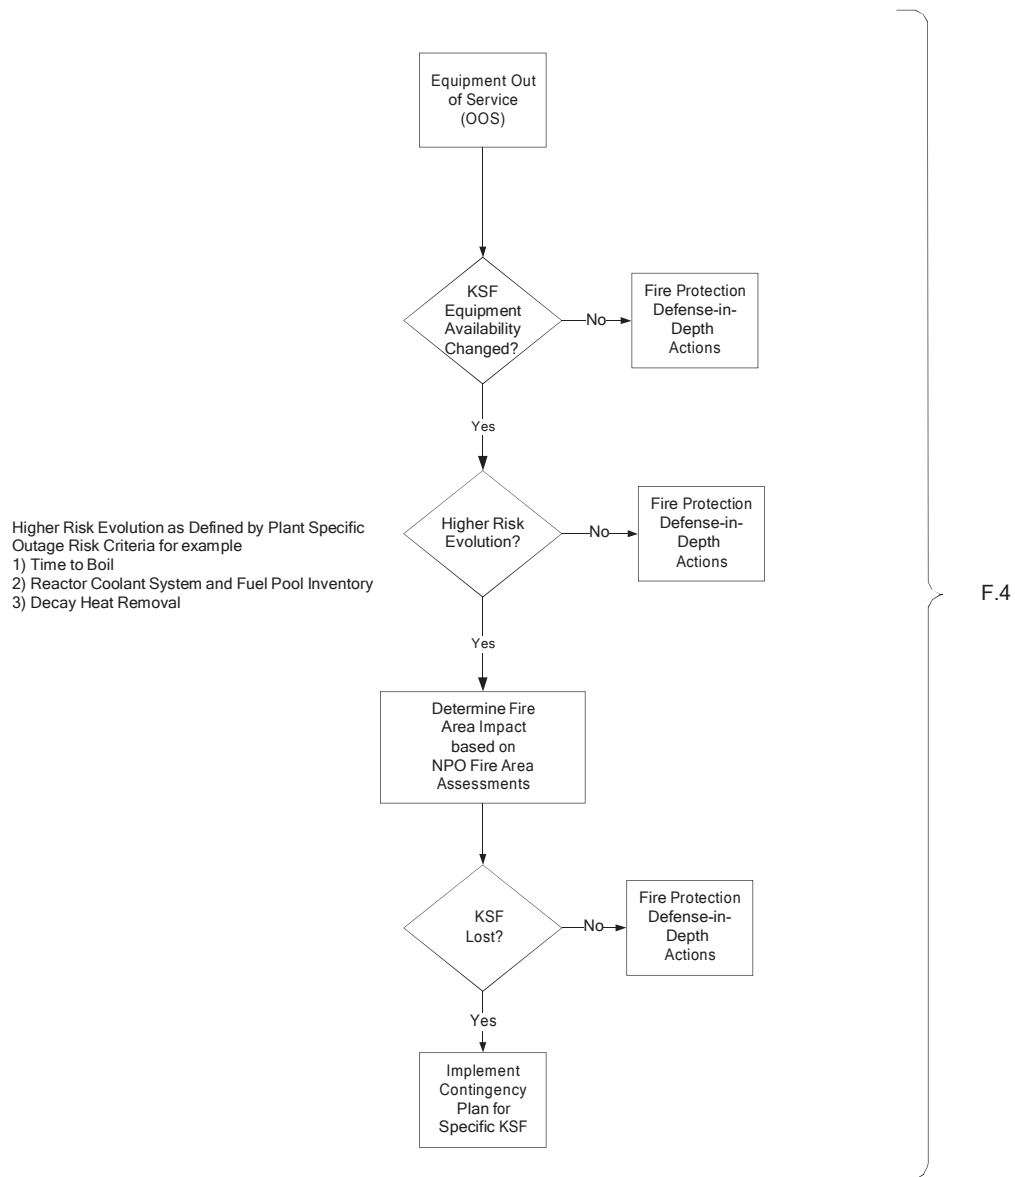 Equipment Out
of Service
(OOS)
KSF
Equipment
Availability
Changed?
No
Fire Protection
Defense-in-
Depth
Actions
Yes
Higher Risk
Evolution?
No
Fire Protection
Defense-in-
Depth
Actions
Higher Risk Evolution as Defined by Plant Specific
Outage Risk Criteria for example
1) Time to Boil
2) Reactor Coolant System and Fuel Pool Inventory
3) Decay Heat Removal
F.4
Yes
Determine Fire
Area Impact
based on
NPO Fire Area
Assessments
KSF
Lost?
No
Fire Protection
Defense-in-
Depth
Actions
Yes
Implement
Contingency
Plan for
Specific KSF